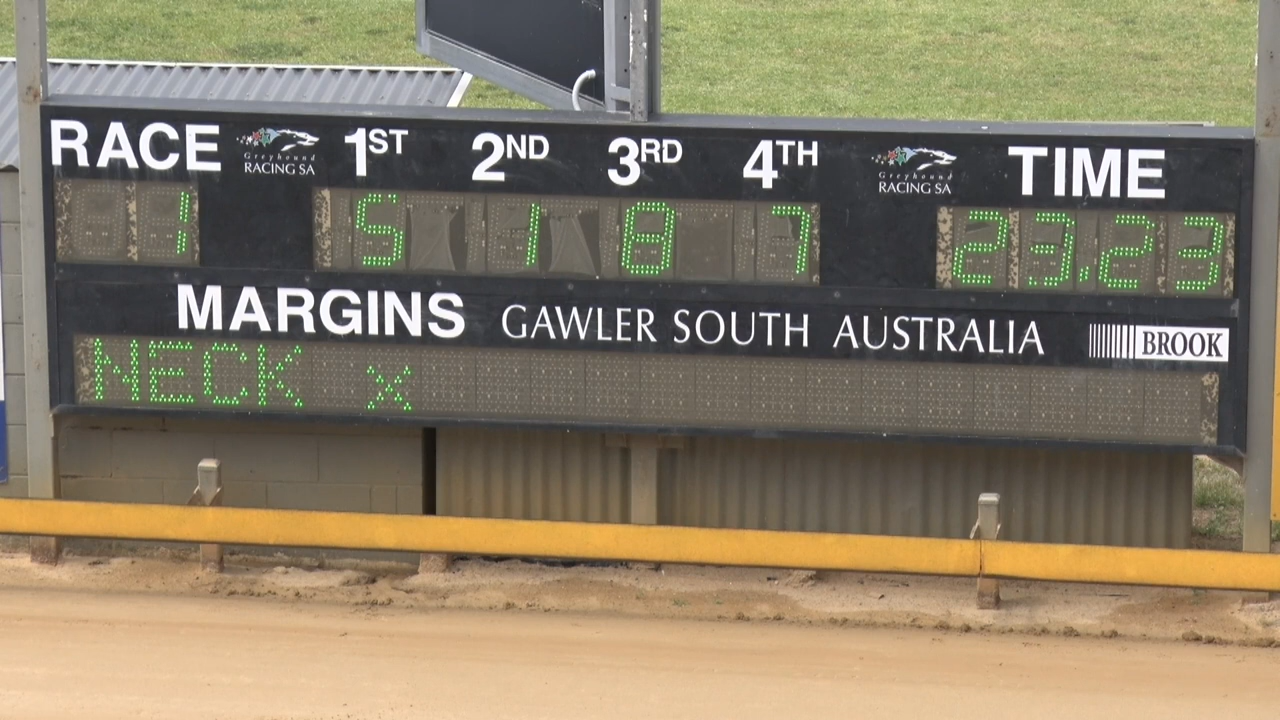 RACE Greyhound RACING SA 1ST 2ND 3RD 4TH Greyhound RACING SA TIME
1 5 1 8 7 23.23
MARGINS GAWLER SOUTH AUSTRALIA BROOK
NECK x